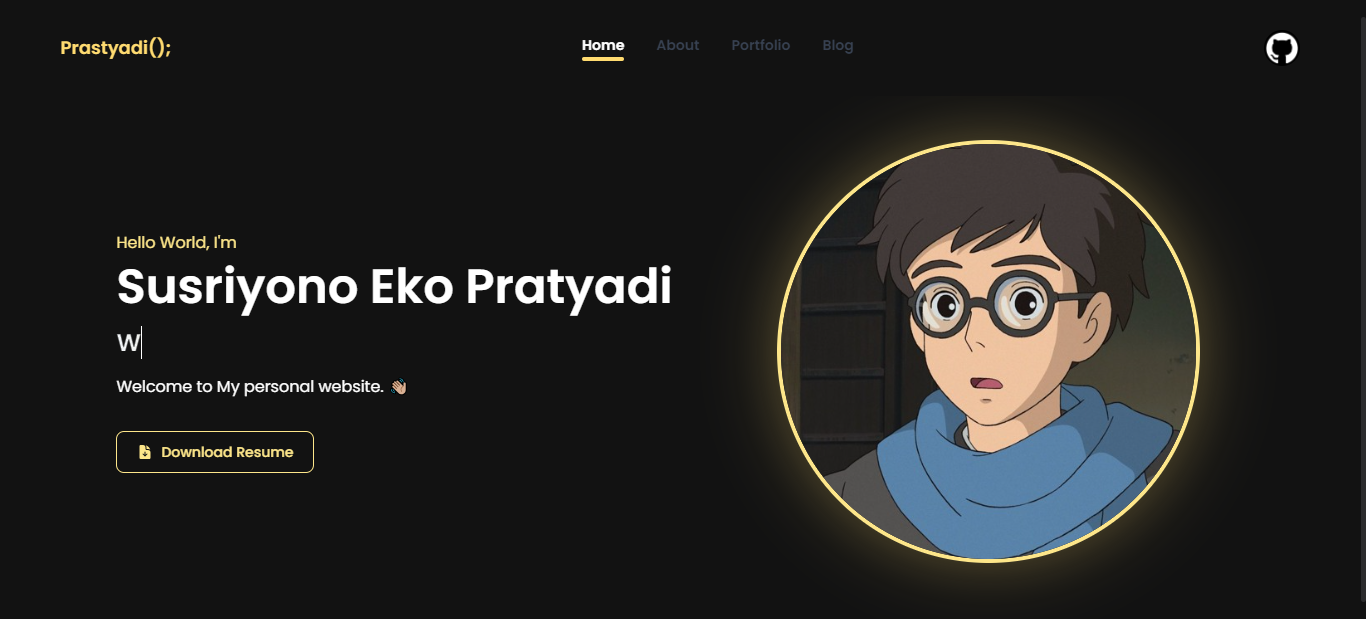 Prastyadi();
Home About Portfolio Blog
Hello World, I'm
Susriyono Eko Pratyadi
W
Welcome to My personal website. 👋🏼
Download Resume